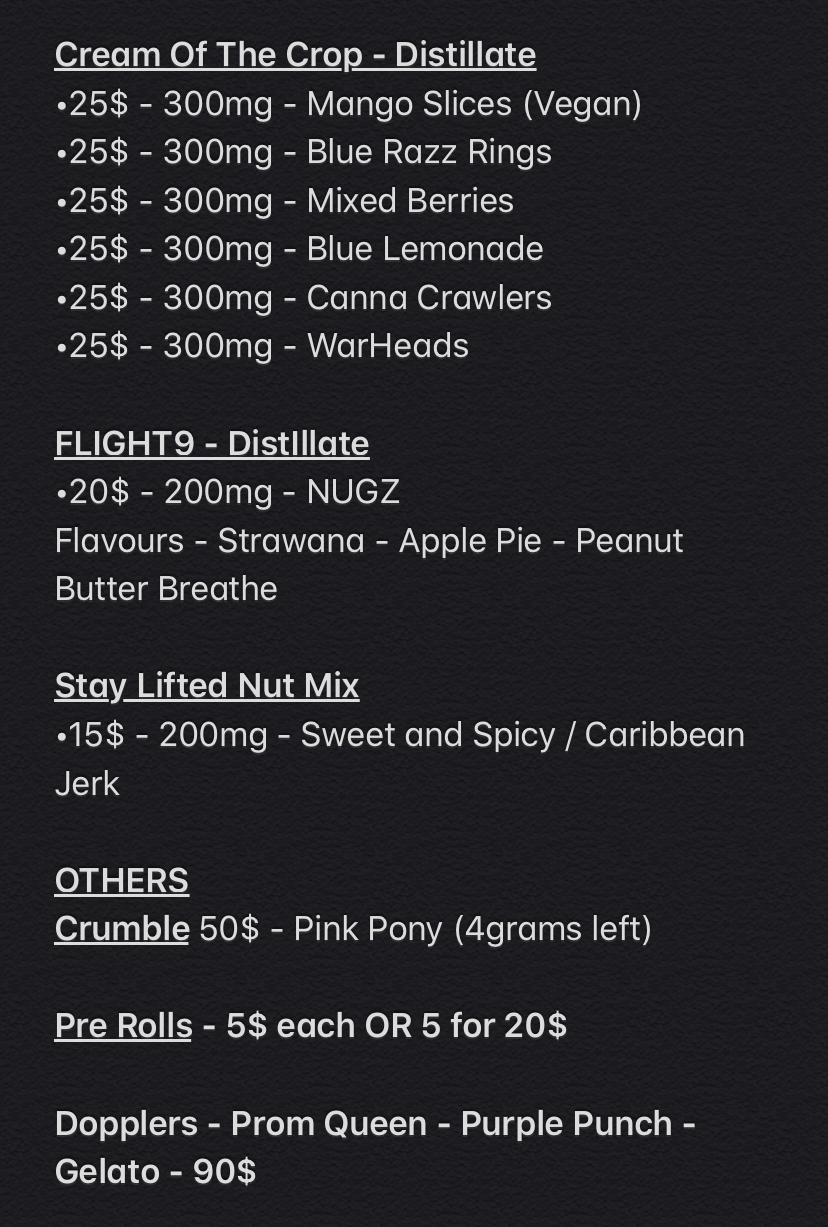 Cream Of The Crop - Distillate
•25$ - 300mg - Mango Slices (Vegan)
•25$ - 300mg - Blue Razz Rings
•25$ - 300mg - Mixed Berries
•25$ - 300mg - Blue Lemonade
•25$ - 300mg - Canna Crawlers
•25$ - 300mg - WarHeads
FLIGHT9 - DistIllate
•20$ - 200mg - NUGZ
Flavours - Strawana - Apple Pie - Peanut
Butter Breathe
Stay Lifted Nut Mix
•15$ - 200mg - Sweet and Spicy / Caribbean
Jerk
OTHERS
Crumble 50$ - Pink Pony (4grams left)
Pre Rolls - 5$ each OR 5 for 20$
Dopplers - Prom Queen - Purple Punch -
Gelato - 90$